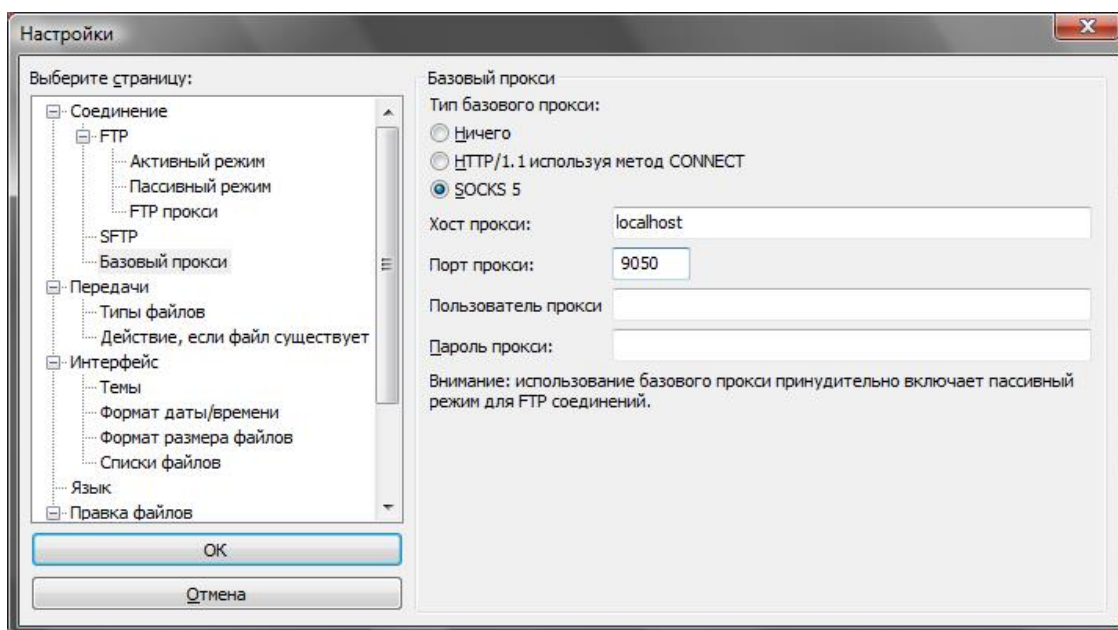 Настройки
Выберите страницу:
Соединение
FTP
Активный режим
Пассивный режим
FTP прокси
SFTP
Базовый прокси
Передачи
Типы файлов
Действие, если файл существует
Интерфейс
Темы
Формат даты/времени
Формат размера файлов
Списки файлов
Язык
Правка файлов
OK
Отмена
Базовый прокси
Тип базового прокси:
Ничего
HTTP/1.1 используя метод CONNECT
SOCKS 5
Хост прокси: localhost
Порт прокси: 9050
Пользователь прокси
Пароль прокси:
Внимание: использование базового прокси принудительно включает пассивный
режим для FTP соединений.